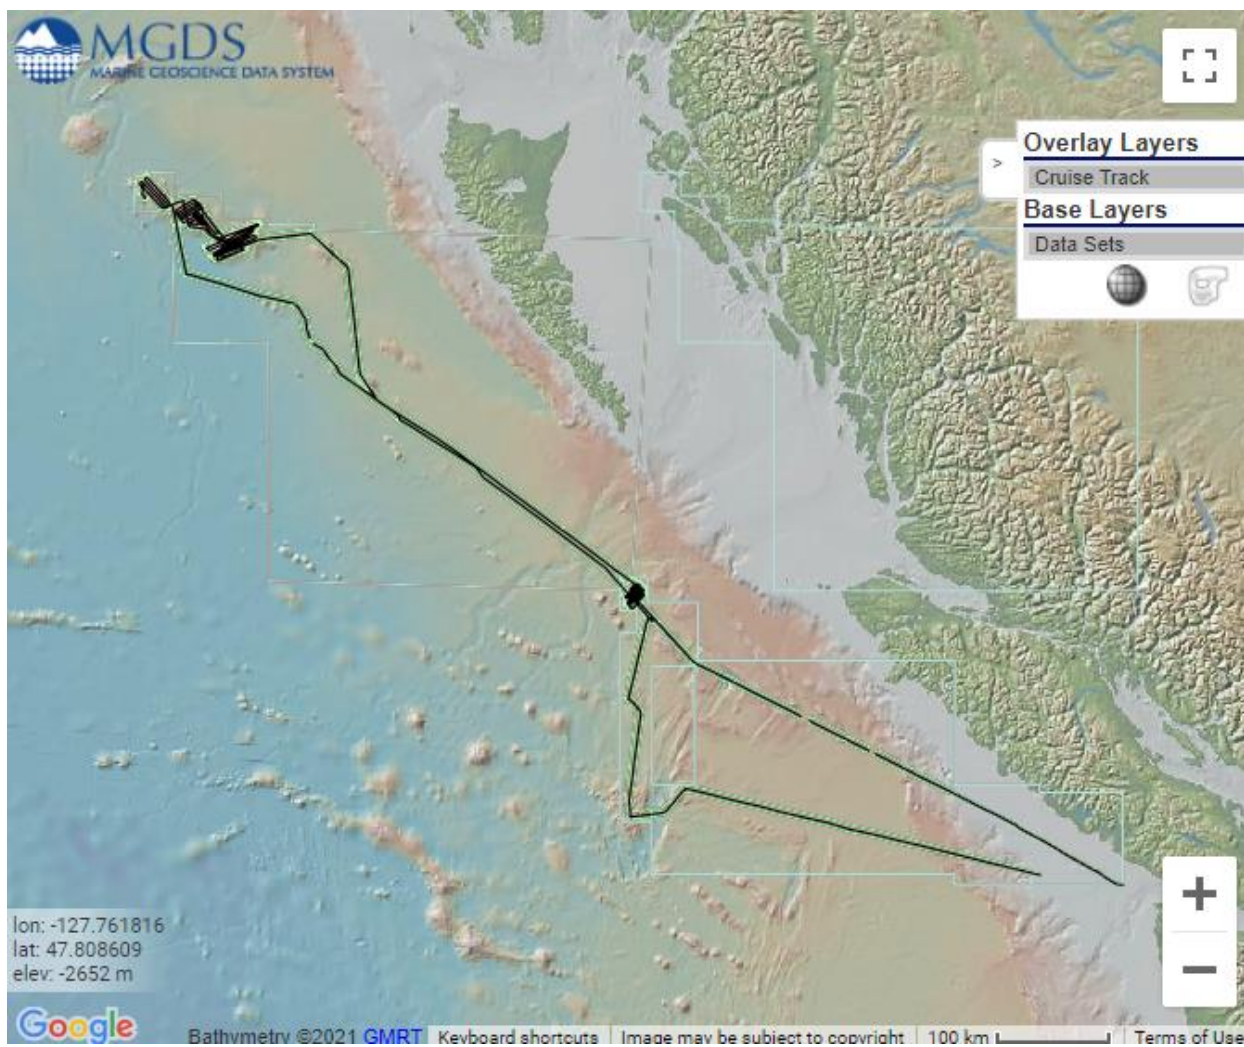 MGDS
MARINE GEOSCIENCE DATA SYSTEM
>
Overlay Layers
Cruise Track
Base Layers
Data Sets
lon: -127.761816
lat: 47.808609
elev: -2652 m
+
−
Google
Bathymetry ©2021 GMRT Keyboard shortcuts Image may be subject to copyright 100 km Terms of Use